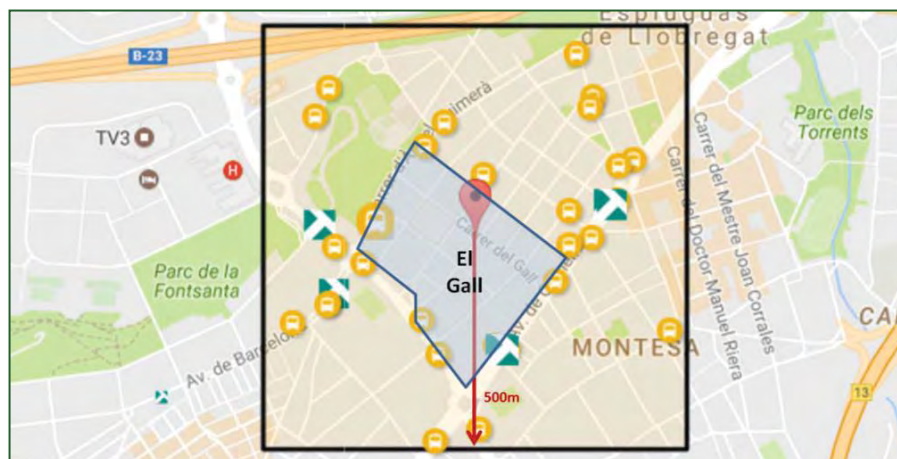 Esplugues
de Llobregat
B-23
Parc dels
Torrents
TV3
H
Carrer del Gall
El
Gall
Parc de la
Fontsanta
Carrer del Mestre Joan Corrales
Carrer del Doctor Manuel Riera
MONTESA
Av. de Barcelon
500m
13